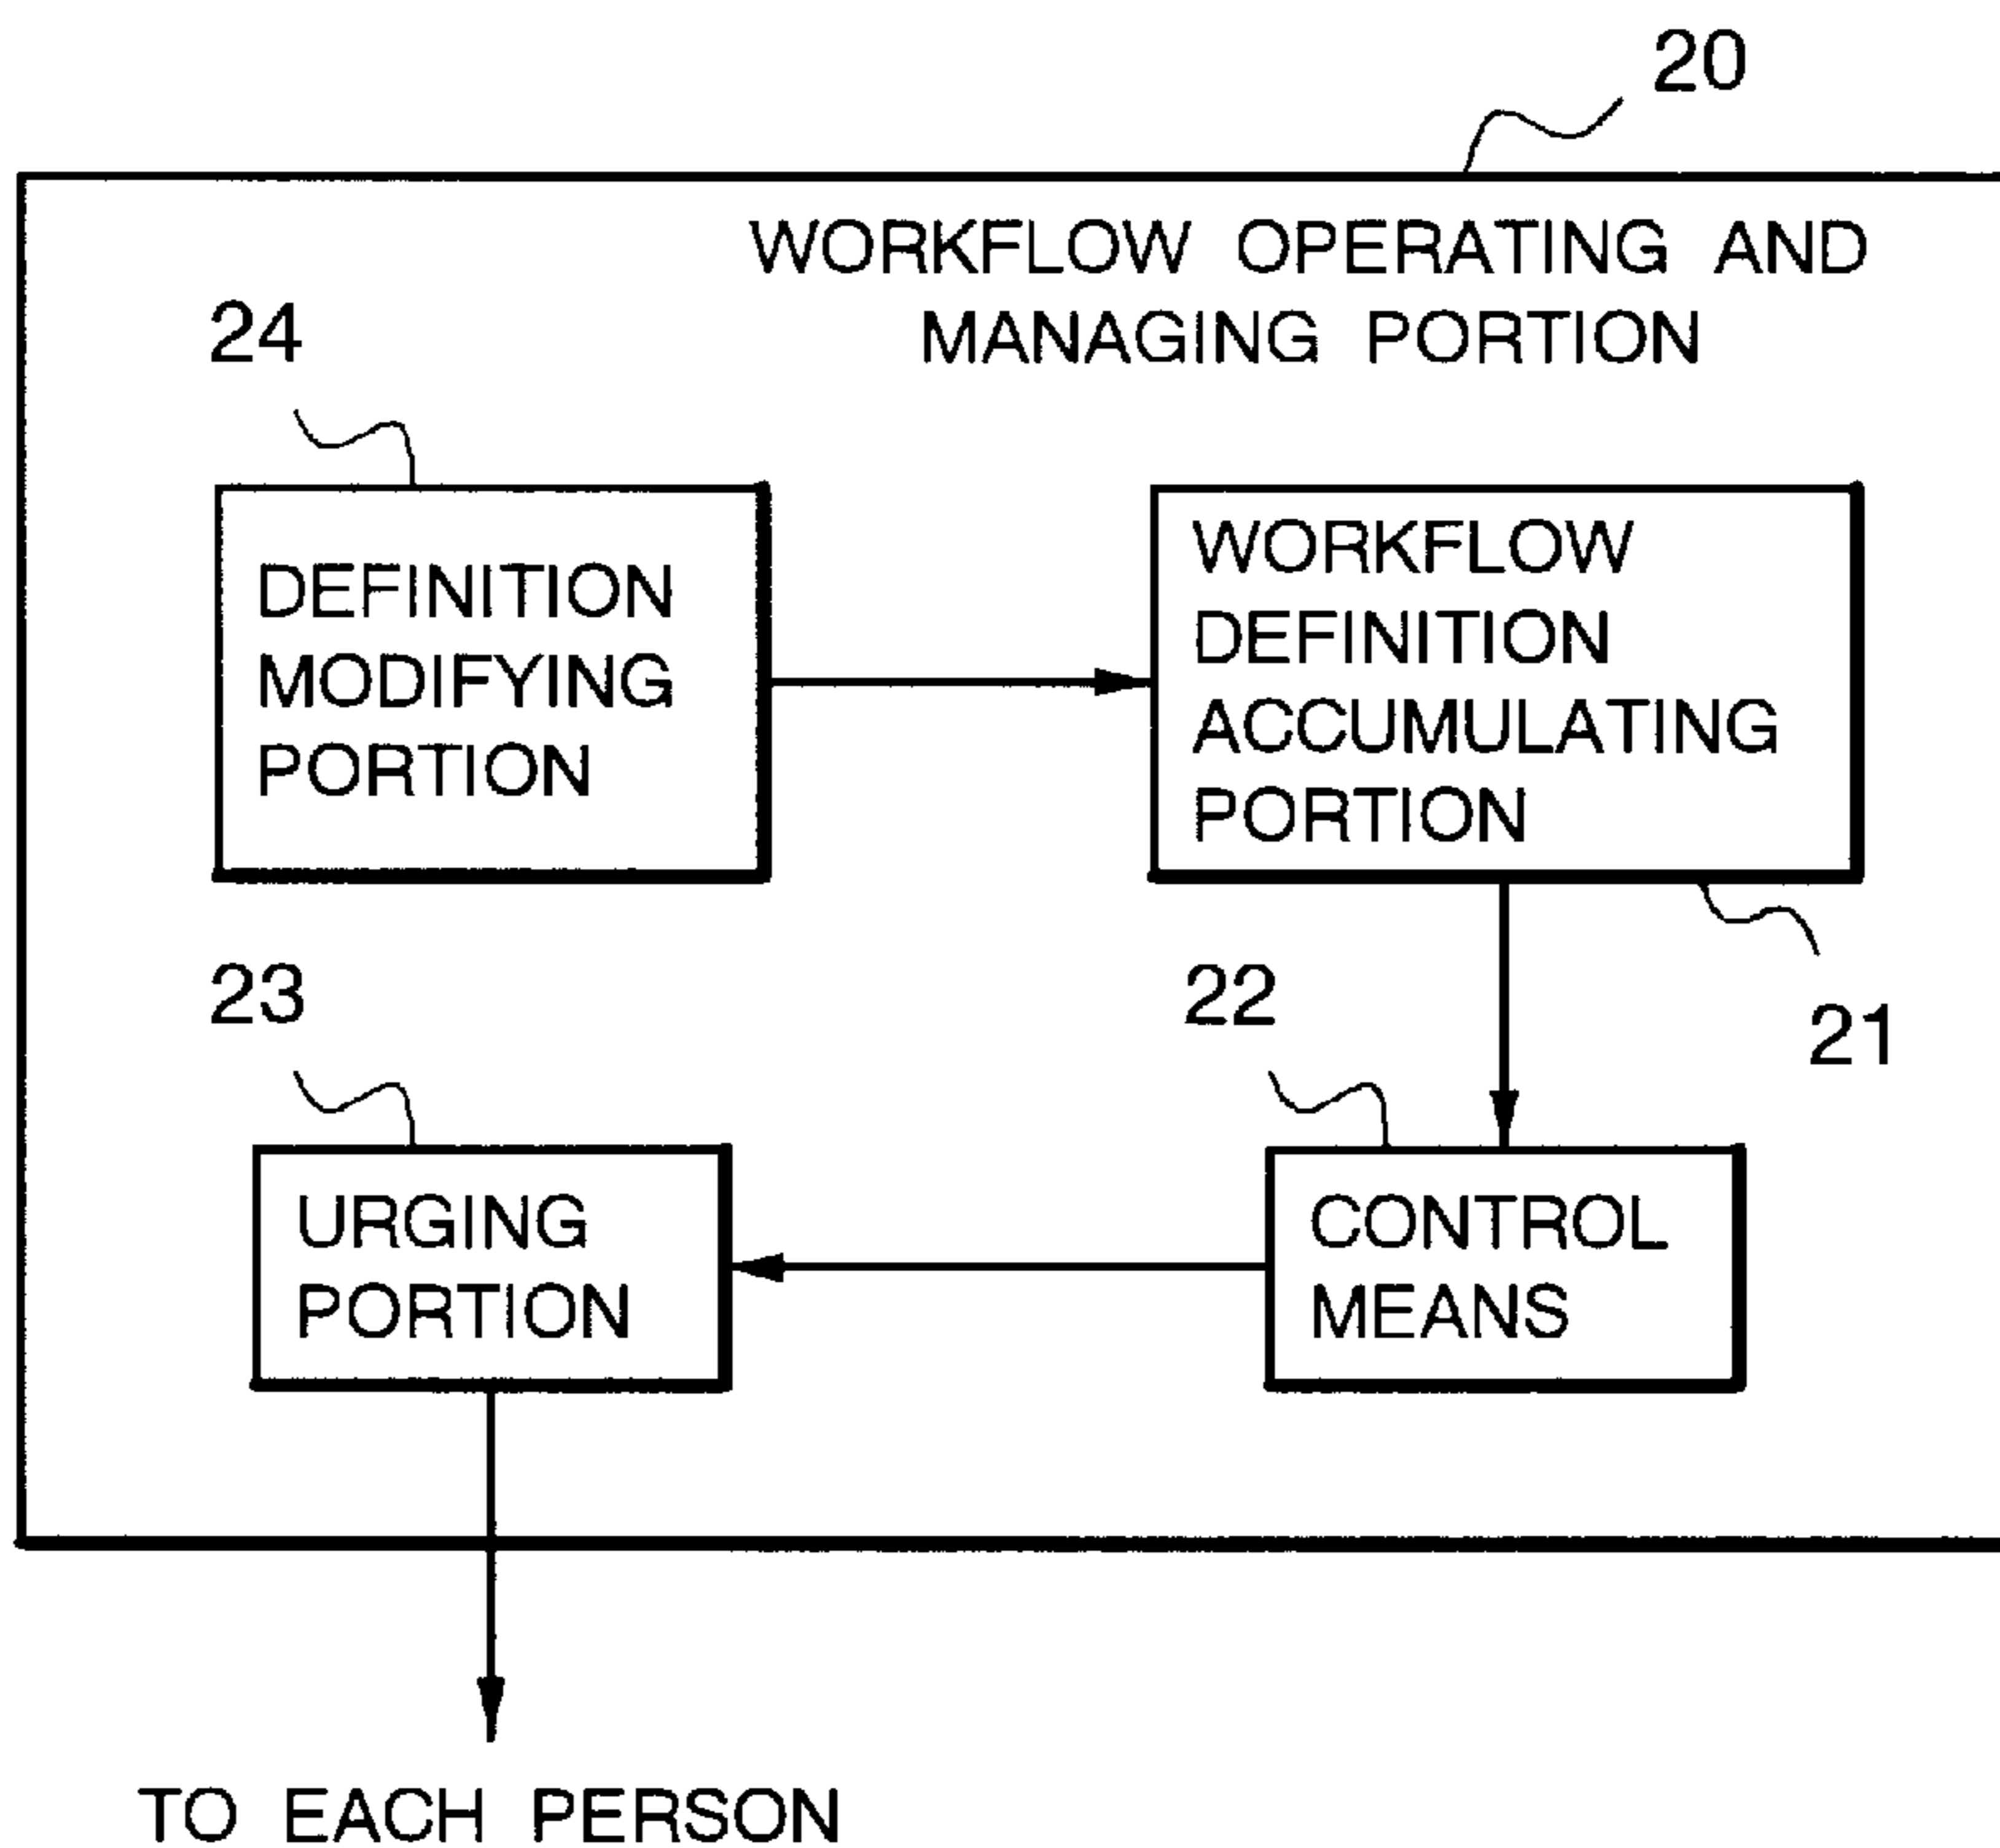 20
WORKFLOW OPERATING AND
MANAGING PORTION
24
DEFINITION
MODIFYING
PORTION
WORKFLOW
DEFINITION
ACCUMULATING
PORTION
21
23
22
URGING
PORTION
CONTROL
MEANS
TO EACH PERSON